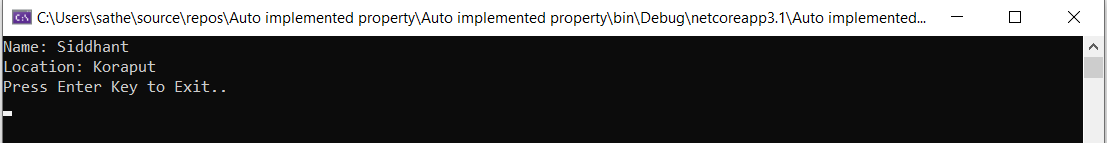 C:\Users\sathe\source\repos\Auto implemented property\Auto implemented property\bin\Debug\netcoreapp3.1\Auto implemented...
Name: Siddhant
Location: Koraput
Press Enter Key to Exit..